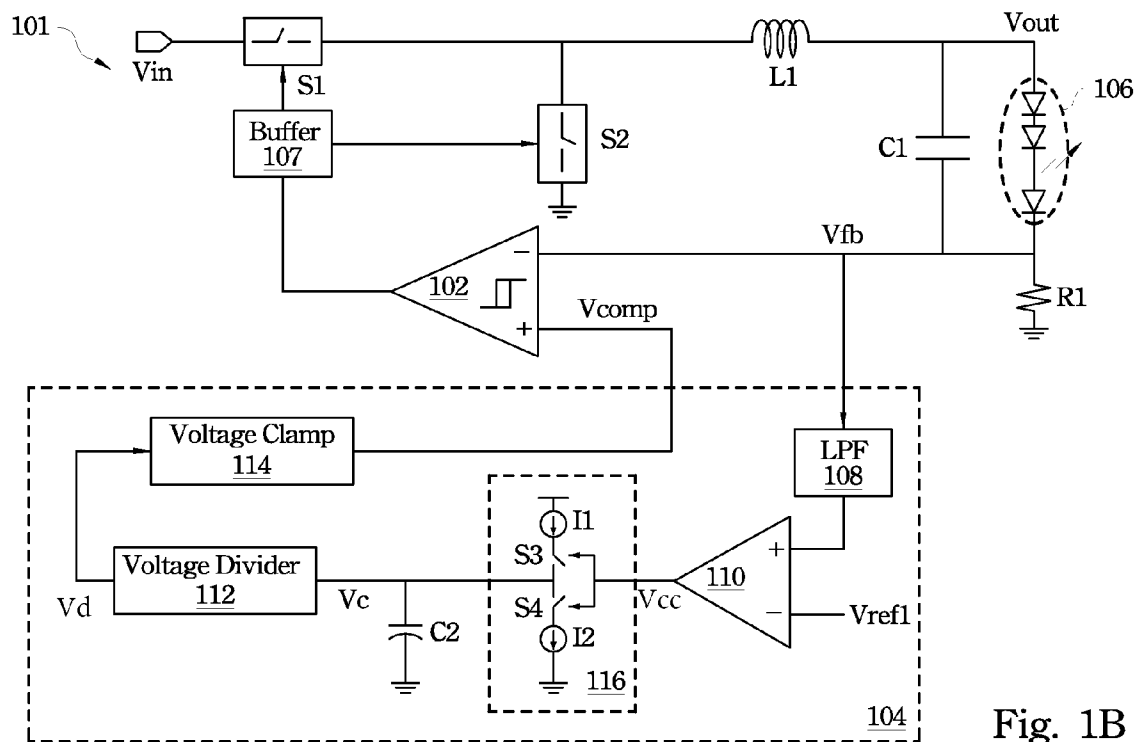 101
Vin
S1
L1
Vout
106
Buffer
107
S2
C1
Vfb
102
−
+
Vcomp
R1
Voltage Clamp
114
LPF
108
I1
S3
+
110
−
Vref1
Vcc
Voltage Divider
112
Vd
Vc
S4
C2
I2
116
104
Fig. 1B